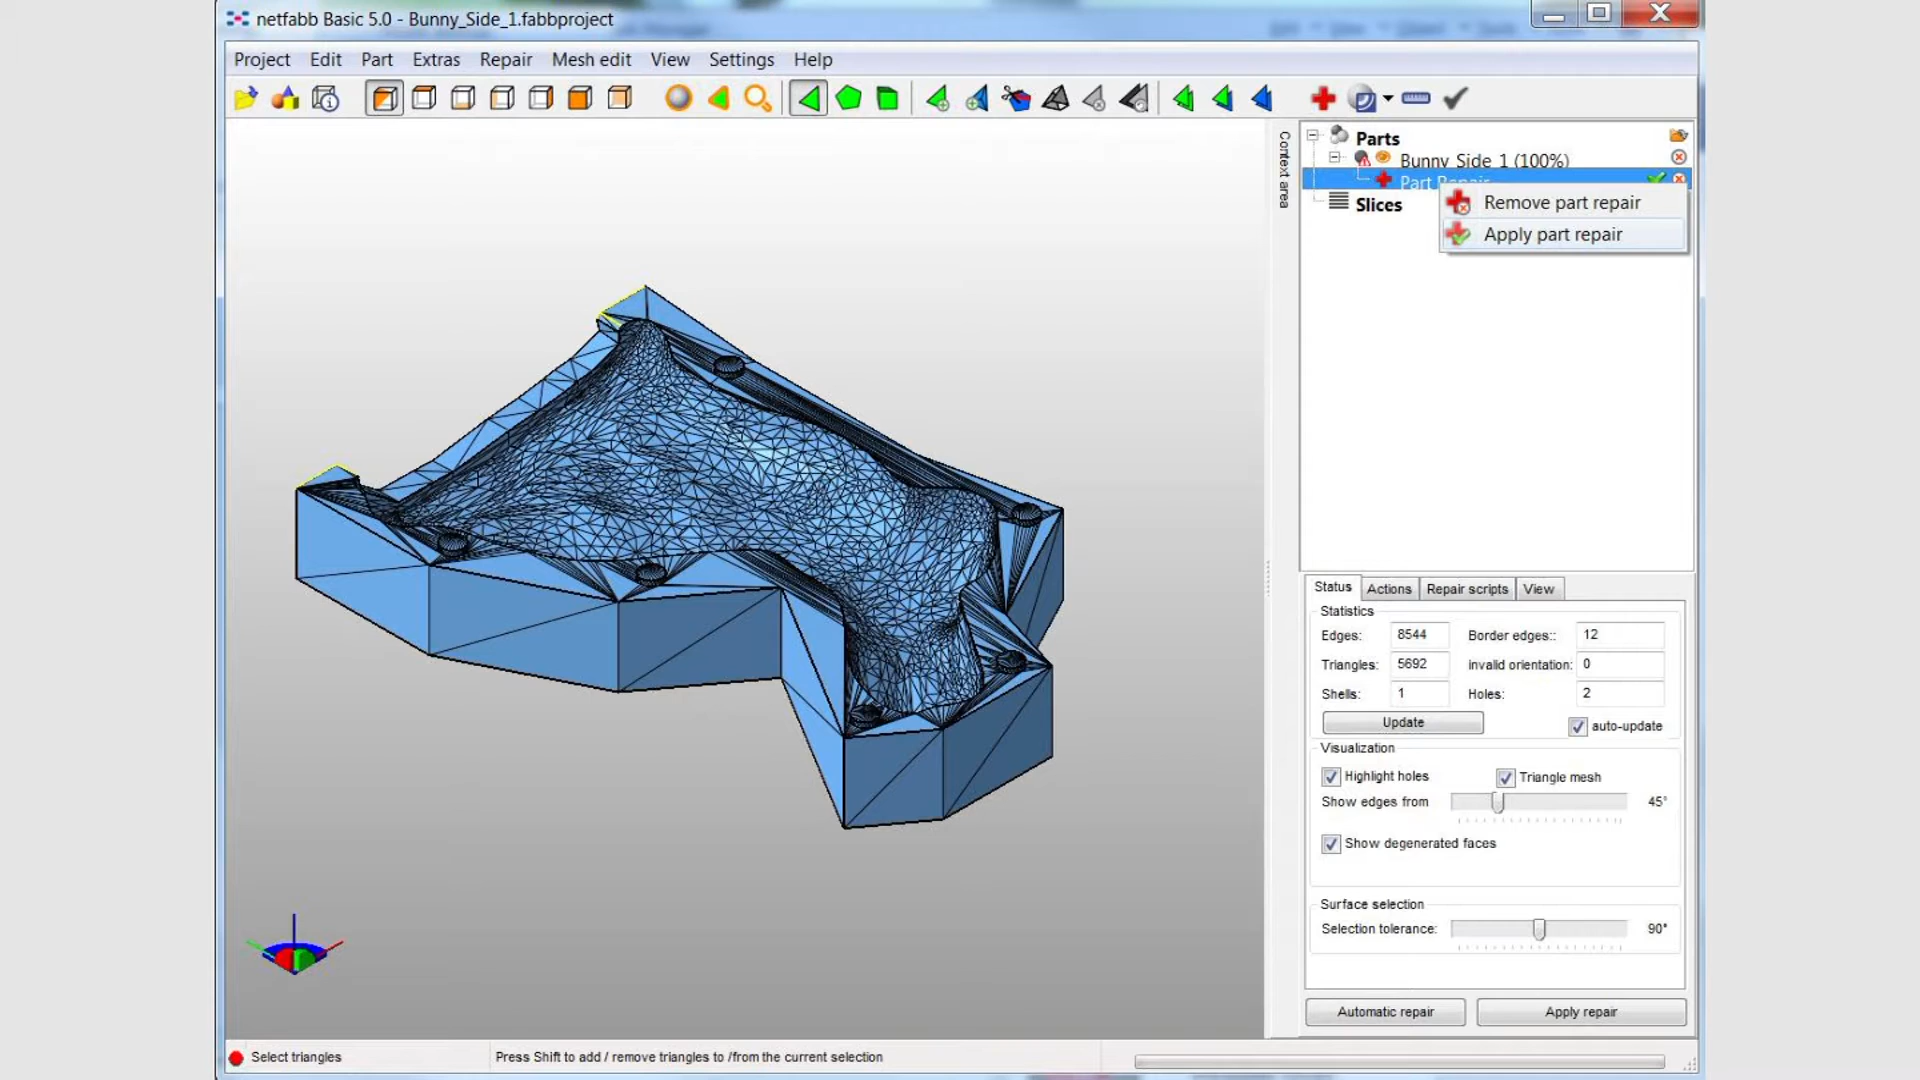 netfabb Basic 5.0 - Bunny_Side_1.fabbproject
Project Edit Part Extras Repair Mesh edit View Settings Help
Context area
Parts
Bunny_Side_1 (100%)
Part Repair
Slices
Remove part repair
Apply part repair
Status Actions Repair scripts View
Statistics
Edges: 8544 Border edges:: 12
Triangles: 5692 invalid orientation: 0
Shells: 1 Holes: 2
Update auto-update
Visualization
Highlight holes Triangle mesh
Show edges from 45°
Show degenerated faces
Surface selection
Selection tolerance: 90°
Automatic repair Apply repair
Select triangles Press Shift to add / remove triangles to /from the current selection